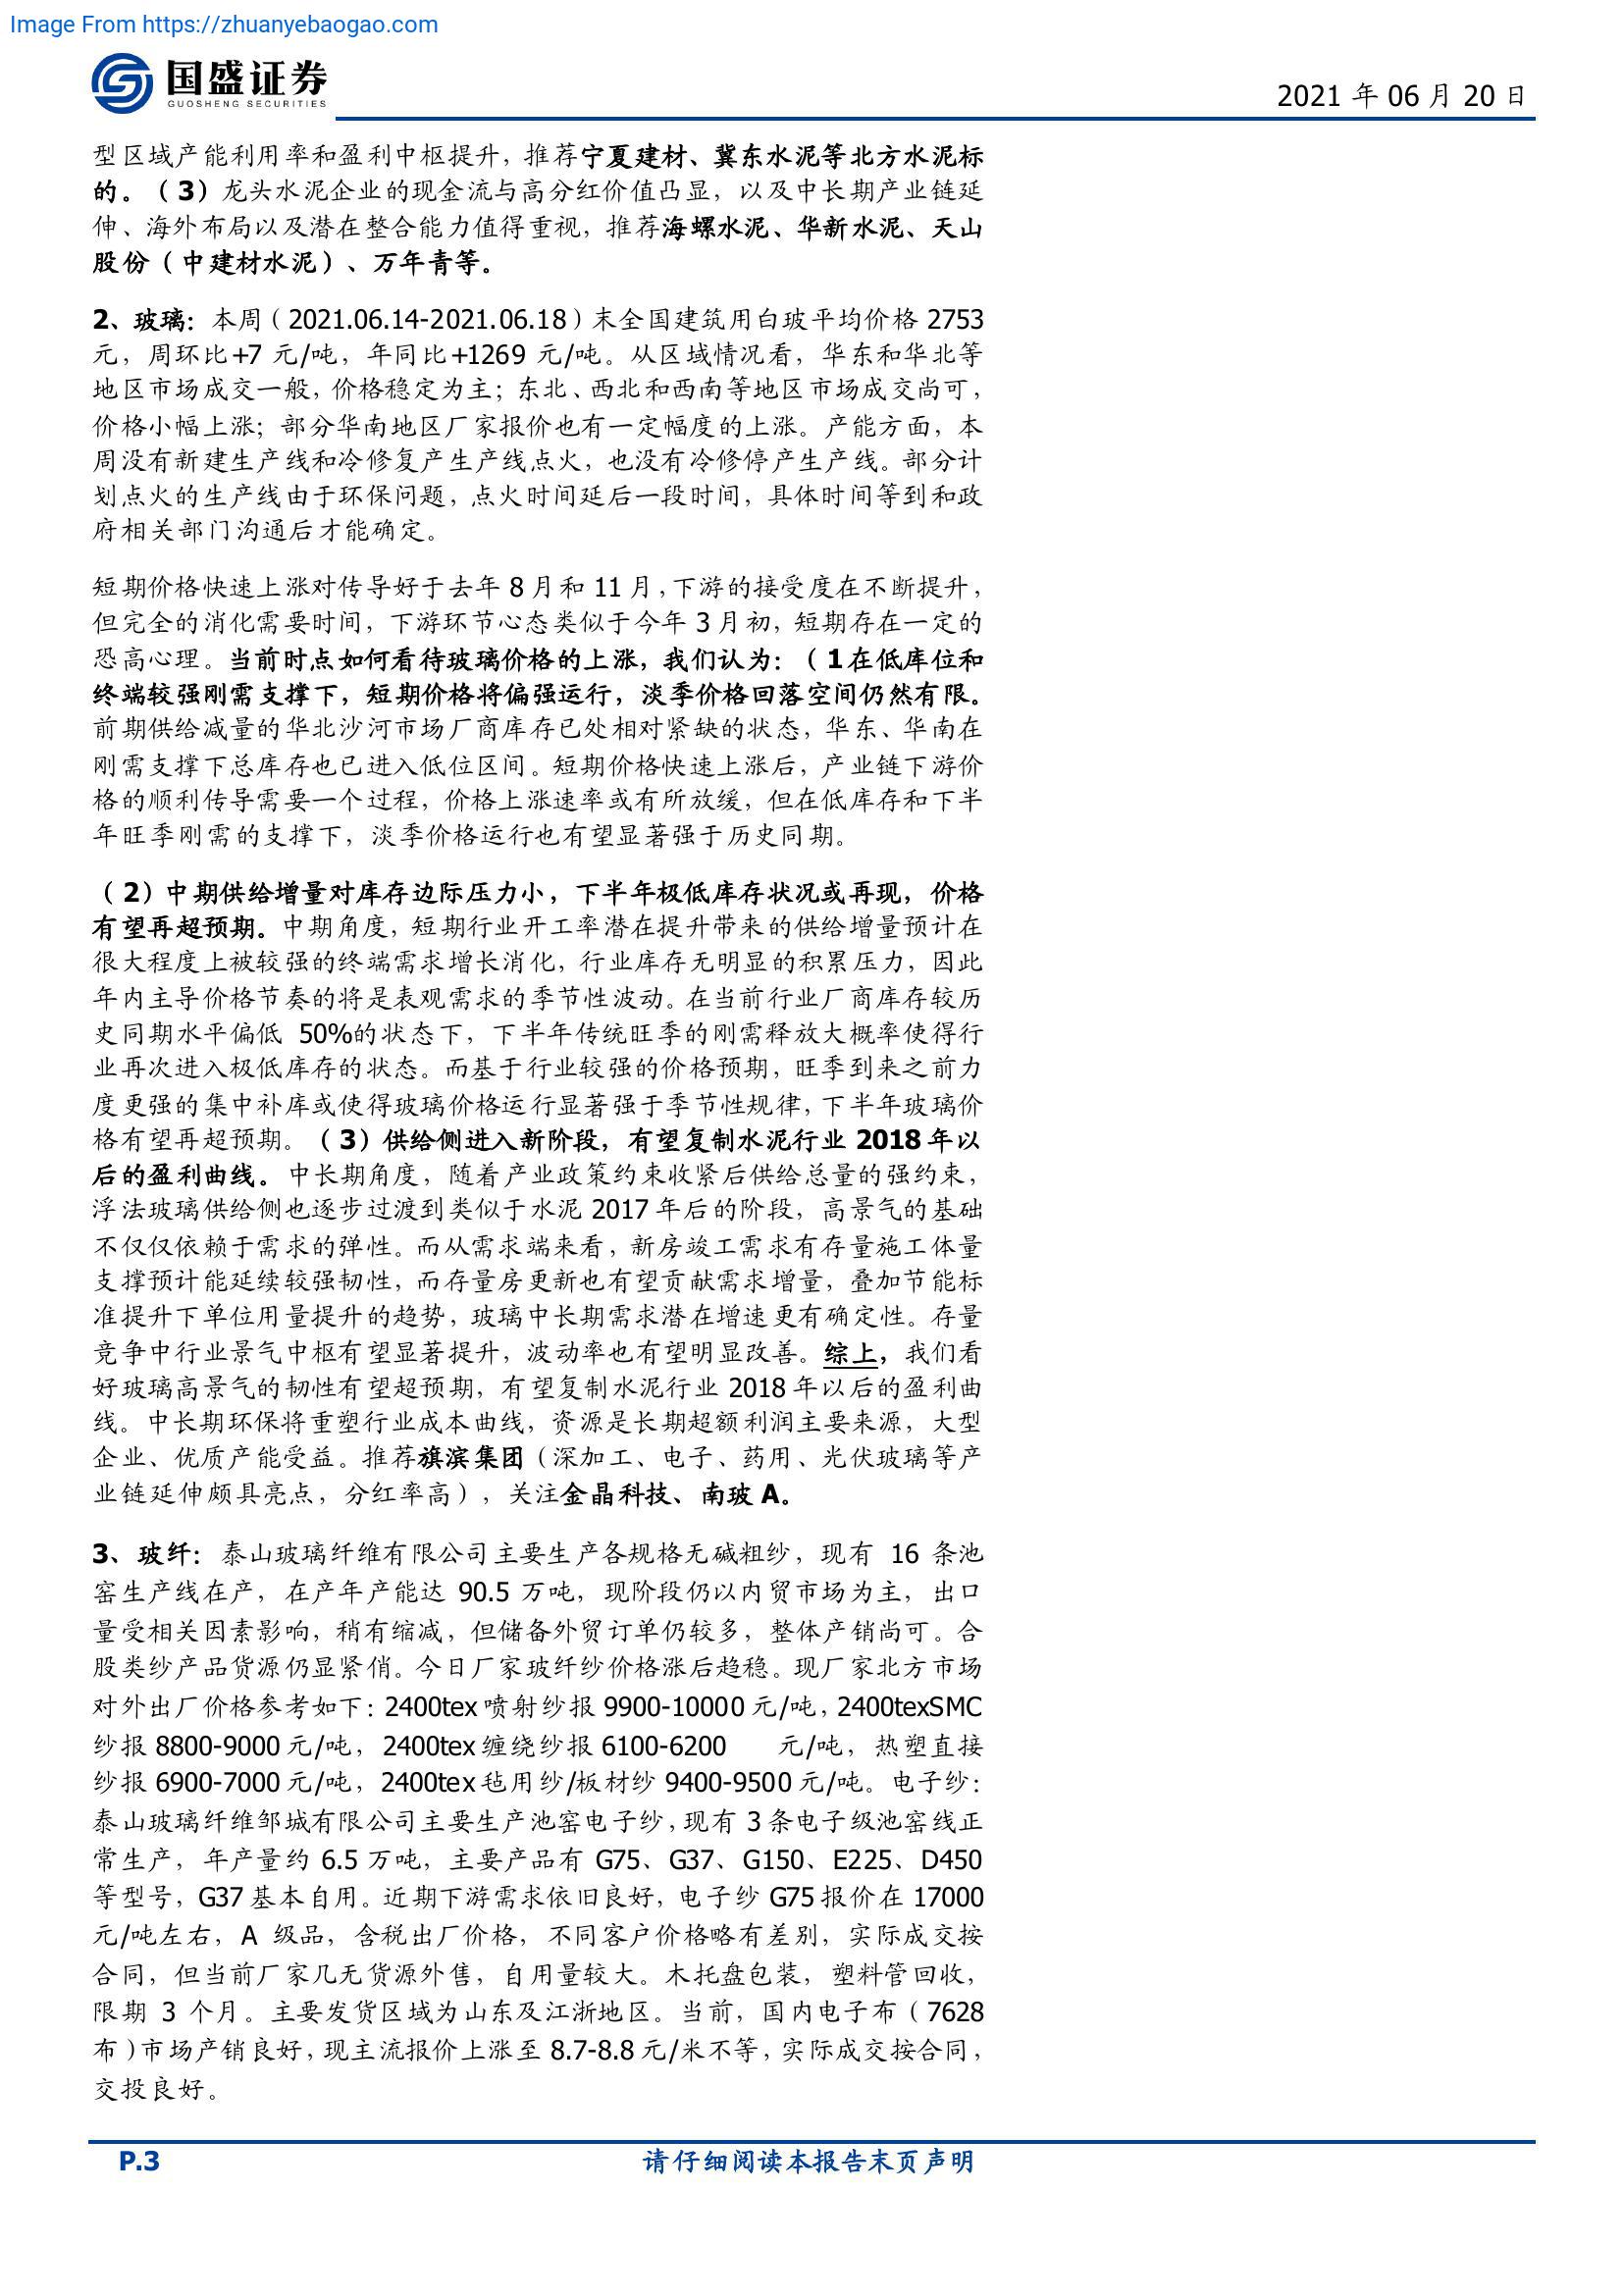 Image From https://zhuanyebaogao.com
国盛证券
GUOSHENG SECURITIES
2021 年 06 月 20 日
型区域产能利用率和盈利中枢提升，推荐宁夏建材、冀东水泥等北方水泥标
的。（3）龙头水泥企业的现金流与高分红价值凸显，以及中长期产业链延
伸、海外布局以及潜在整合能力值得重视，推荐海螺水泥、华新水泥、天山
股份（中建材水泥）、万年青等。
2、玻璃：本周（2021.06.14-2021.06.18）末全国建筑用白玻平均价格 2753
元，周环比+7 元/吨，年同比+1269 元/吨。从区域情况看，华东和华北等
地区市场成交一般，价格稳定为主；东北、西北和西南等地区市场成交尚可，
价格小幅上涨；部分华南地区厂家报价也有一定幅度的上涨。产能方面，本
周没有新建生产线和冷修复产生产线点火，也没有冷修停产生产线。部分计
划点火的生产线由于环保问题，点火时间延后一段时间，具体时间等到和政
府相关部门沟通后才能确定。
短期价格快速上涨对传导好于去年 8 月和 11 月，下游的接受度在不断提升，
但完全的消化需要时间，下游环节心态类似于今年 3 月初，短期存在一定的
恐高心理。当前时点如何看待玻璃价格的上涨，我们认为：（1在低库位和
终端较强刚需支撑下，短期价格将偏强运行，淡季价格回落空间仍然有限。
前期供给减量的华北沙河市场厂商库存已处相对紧缺的状态，华东、华南在
刚需支撑下总库存也已进入低位区间。短期价格快速上涨后，产业链下游价
格的顺利传导需要一个过程，价格上涨速率或有所放缓，但在低库存和下半
年旺季刚需的支撑下，淡季价格运行也有望显著强于历史同期。
（2）中期供给增量对库存边际压力小，下半年极低库存状况或再现，价格
有望再超预期。中期角度，短期行业开工率潜在提升带来的供给增量预计在
很大程度上被较强的终端需求增长消化，行业库存无明显的积累压力，因此
年内主导价格节奏的将是表观需求的季节性波动。在当前行业厂商库存较历
史同期水平偏低 50%的状态下，下半年传统旺季的刚需释放大概率使得行
业再次进入极低库存的状态。而基于行业较强的价格预期，旺季到来之前力
度更强的集中补库或使得玻璃价格运行显著强于季节性规律，下半年玻璃价
格有望再超预期。（3）供给侧进入新阶段，有望复制水泥行业 2018 年以
后的盈利曲线。中长期角度，随着产业政策约束收紧后供给总量的强约束，
浮法玻璃供给侧也逐步过渡到类似于水泥 2017 年后的阶段，高景气的基础
不仅仅依赖于需求的弹性。而从需求端来看，新房竣工需求有存量施工体量
支撑预计能延续较强韧性，而存量房更新也有望贡献需求增量，叠加节能标
准提升下单位用量提升的趋势，玻璃中长期需求潜在增速更有确定性。存量
竞争中行业景气中枢有望显著提升，波动率也有望明显改善。综上，我们看
好玻璃高景气的韧性有望超预期，有望复制水泥行业 2018 年以后的盈利曲
线。中长期环保将重塑行业成本曲线，资源是长期超额利润主要来源，大型
企业、优质产能受益。推荐旗滨集团（深加工、电子、药用、光伏玻璃等产
业链延伸颇具亮点，分红率高），关注金晶科技、南玻 A。
3、玻纤：泰山玻璃纤维有限公司主要生产各规格无碱粗纱，现有 16 条池
窑生产线在产，在产年产能达 90.5 万吨，现阶段仍以内贸市场为主，出口
量受相关因素影响，稍有缩减，但储备外贸订单仍较多，整体产销尚可。合
股类纱产品货源仍显紧俏。今日厂家玻纤纱价格涨后趋稳。现厂家北方市场
对外出厂价格参考如下：2400tex 喷射纱报 9900-10000 元/吨，2400texSMC
纱报 8800-9000 元/吨，2400tex 缠绕纱报 6100-6200 元/吨，热塑直接
纱报 6900-7000 元/吨，2400tex 毡用纱/板材纱 9400-9500 元/吨。电子纱：
泰山玻璃纤维邹城有限公司主要生产池窑电子纱，现有 3 条电子级池窑线正
常生产，年产量约 6.5 万吨，主要产品有 G75、G37、G150、E225、D450
等型号，G37 基本自用。近期下游需求依旧良好，电子纱 G75 报价在 17000
元/吨左右，A 级品，含税出厂价格，不同客户价格略有差别，实际成交按
合同，但当前厂家几无货源外售，自用量较大。木托盘包装，塑料管回收，
限期 3 个月。主要发货区域为山东及江浙地区。当前，国内电子布（7628
布）市场产销良好，现主流报价上涨至 8.7-8.8 元/米不等，实际成交按合同，
交投良好。
P.3
请仔细阅读本报告末页声明